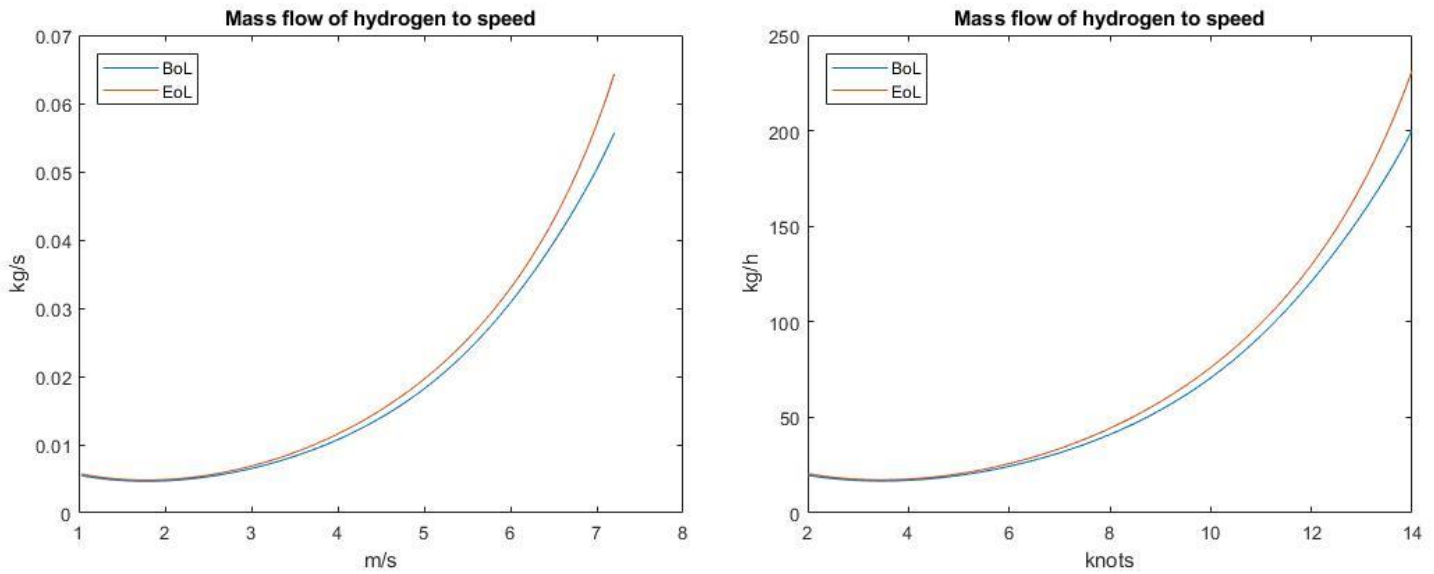 Mass flow of hydrogen to speed
0.07
0.06
0.05
0.04
0.03
0.02
0.01
0
kg/s
BoL
EoL
1 2 3 4 5 6 7 8
m/s
Mass flow of hydrogen to speed
250
200
150
100
50
0
kg/h
BoL
EoL
2 4 6 8 10 12 14
knots